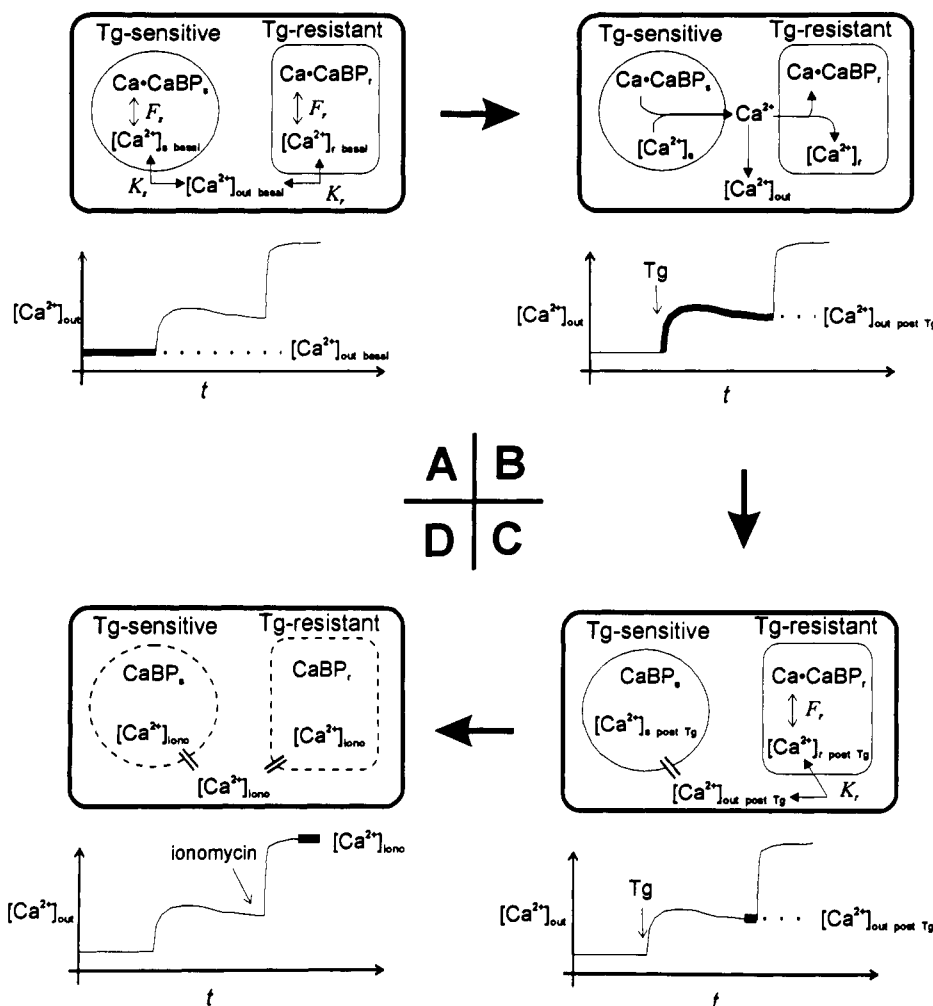 Tg-sensitive Tg-resistant
Ca•CaBPs Ca•CaBPr
Fs Fr
[Ca²⁺]s basal [Ca²⁺]r basal
Ks [Ca²⁺]out basal Kr
[Ca²⁺]out
[Ca²⁺]out basal
t
Tg-sensitive Tg-resistant
Ca•CaBPs Ca•CaBPr
Ca²⁺
[Ca²⁺]s [Ca²⁺]r
[Ca²⁺]out
Tg
[Ca²⁺]out [Ca²⁺]out post Tg
t
A B
D C
Tg-sensitive Tg-resistant
CaBPs CaBPr
[Ca²⁺]iono [Ca²⁺]iono
[Ca²⁺]iono
ionomycin [Ca²⁺]iono
[Ca²⁺]out
t
Tg-sensitive Tg-resistant
CaBPs Ca•CaBPr
Fr
[Ca²⁺]s post Tg [Ca²⁺]r post Tg
[Ca²⁺]out post Tg Kr
Tg
[Ca²⁺]out [Ca²⁺]out post Tg
t